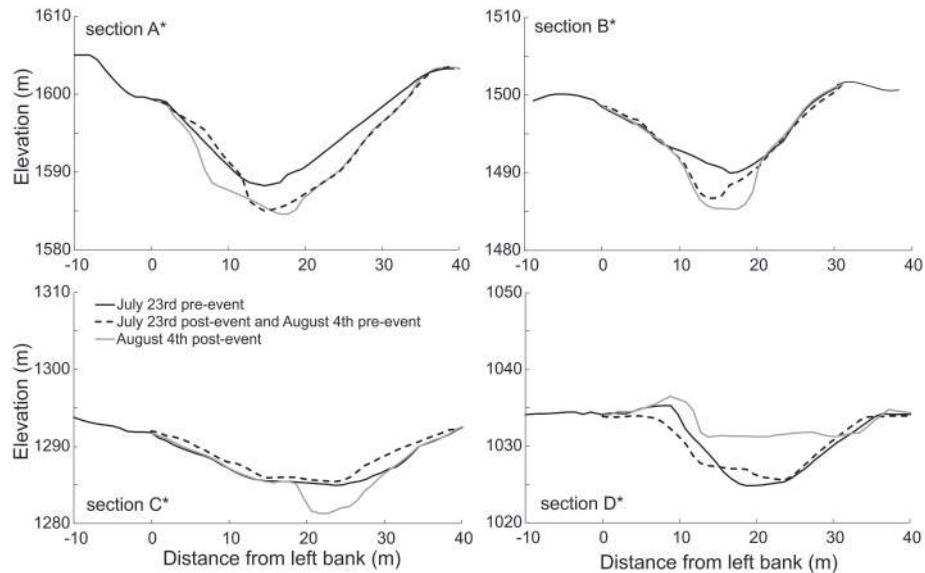 section A*
section B*
Elevation (m)
1610
1600
1590
1580
-10 0 10 20 30 40
1500
1490
1480
-10 0 10 20 30 40
July 23rd pre-event
July 23rd post-event and August 4th pre-event
August 4th post-event
Elevation (m)
1310
1300
1290
1280
section C*
-10 0 10 20 30 40
Distance from left bank (m)
1050
1040
1030
1020
section D*
-10 0 10 20 30 40
Distance from left bank (m)